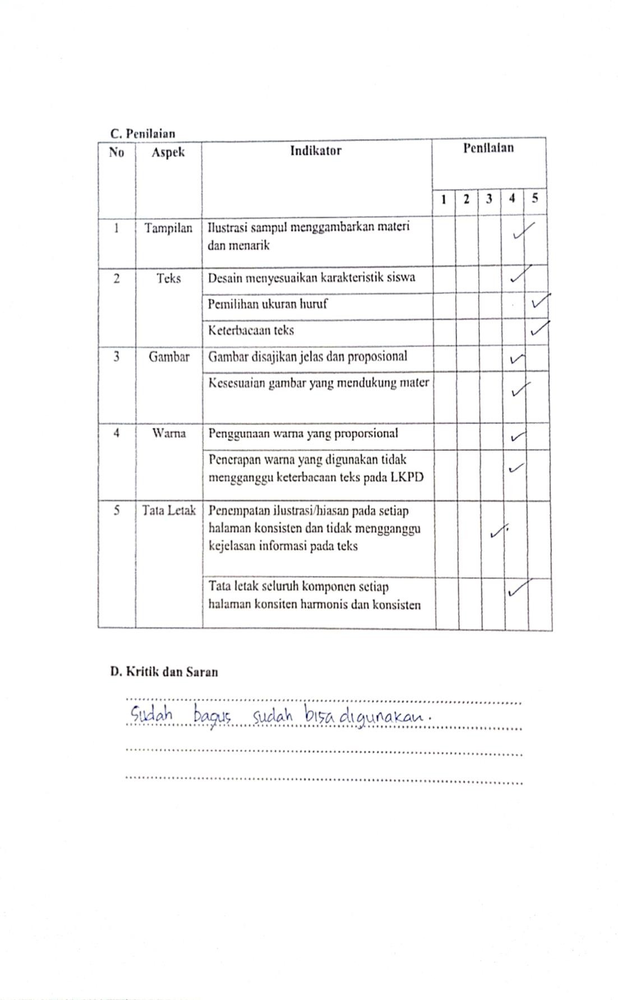 C. Penilaian
No Aspek Indikator Penilaian
1 2 3 4 5
1 Tampilan Ilustrasi sampul menggambarkan materi
dan menarik ✓
2 Teks Desain menyesuaikan karakteristik siswa ✓
Pemilihan ukuran huruf ✓
Keterbacaan teks ✓
3 Gambar Gambar disajikan jelas dan proposional ✓
Kesesuaian gambar yang mendukung mater ✓
4 Warna Penggunaan warna yang proporsional ✓
Penerapan warna yang digunakan tidak
mengganggu keterbacaan teks pada LKPD ✓
5 Tata Letak Penempatan ilustrasi/hiasan pada setiap
halaman konsisten dan tidak mengganggu ✓
kejelasan informasi pada teks
Tata letak seluruh komponen setiap ✓
halaman konsiten harmonis dan konsisten
D. Kritik dan Saran
Sudah bagus sudah bisa digunakan.